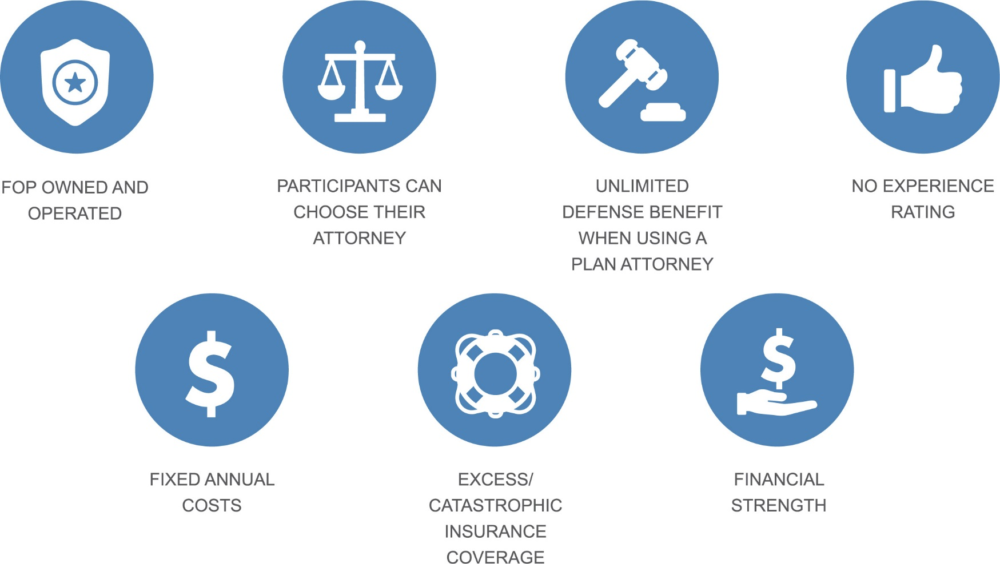 FOP OWNED AND
OPERATED
PARTICIPANTS CAN
CHOOSE THEIR
ATTORNEY
UNLIMITED
DEFENSE BENEFIT
WHEN USING A
PLAN ATTORNEY
NO EXPERIENCE
RATING
$
FIXED ANNUAL
COSTS
EXCESS/
CATASTROPHIC
INSURANCE
COVERAGE
$
FINANCIAL
STRENGTH